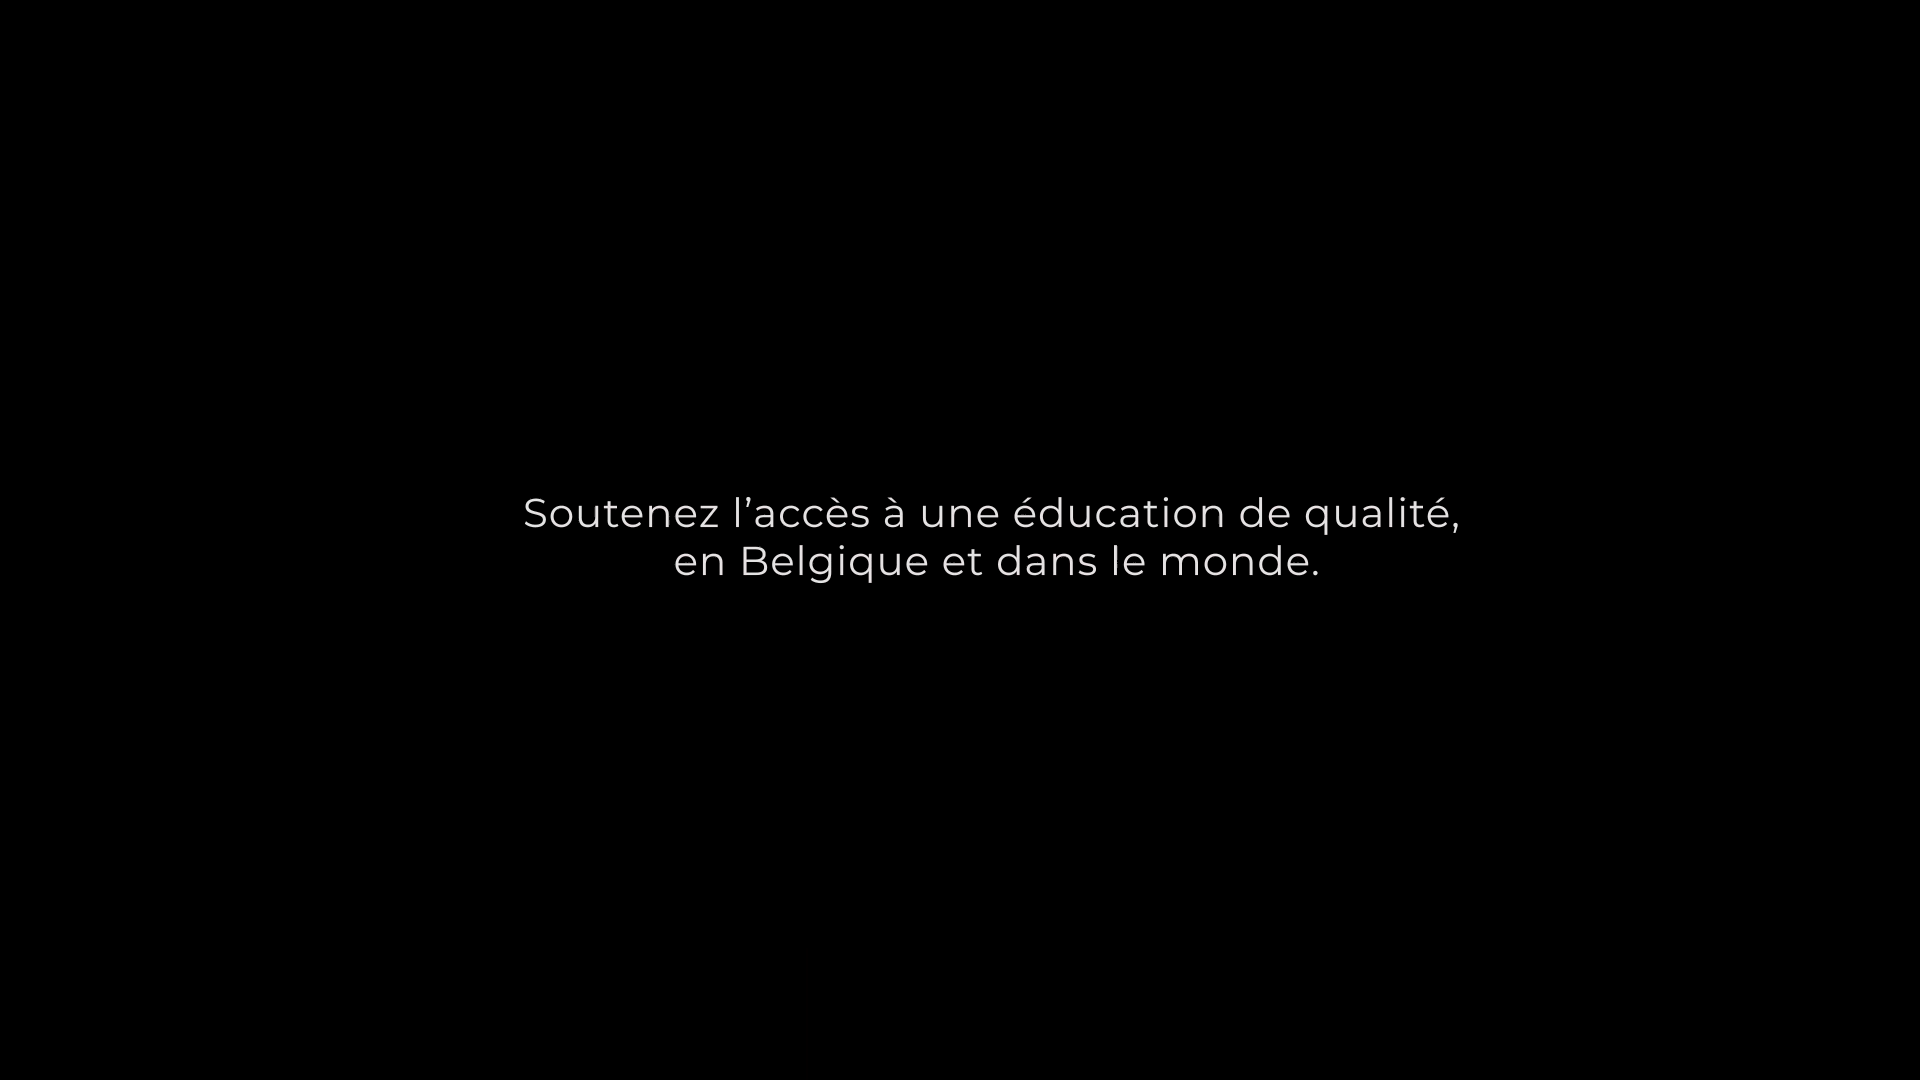 Soutenez l’accès à une éducation de qualité,
en Belgique et dans le monde.